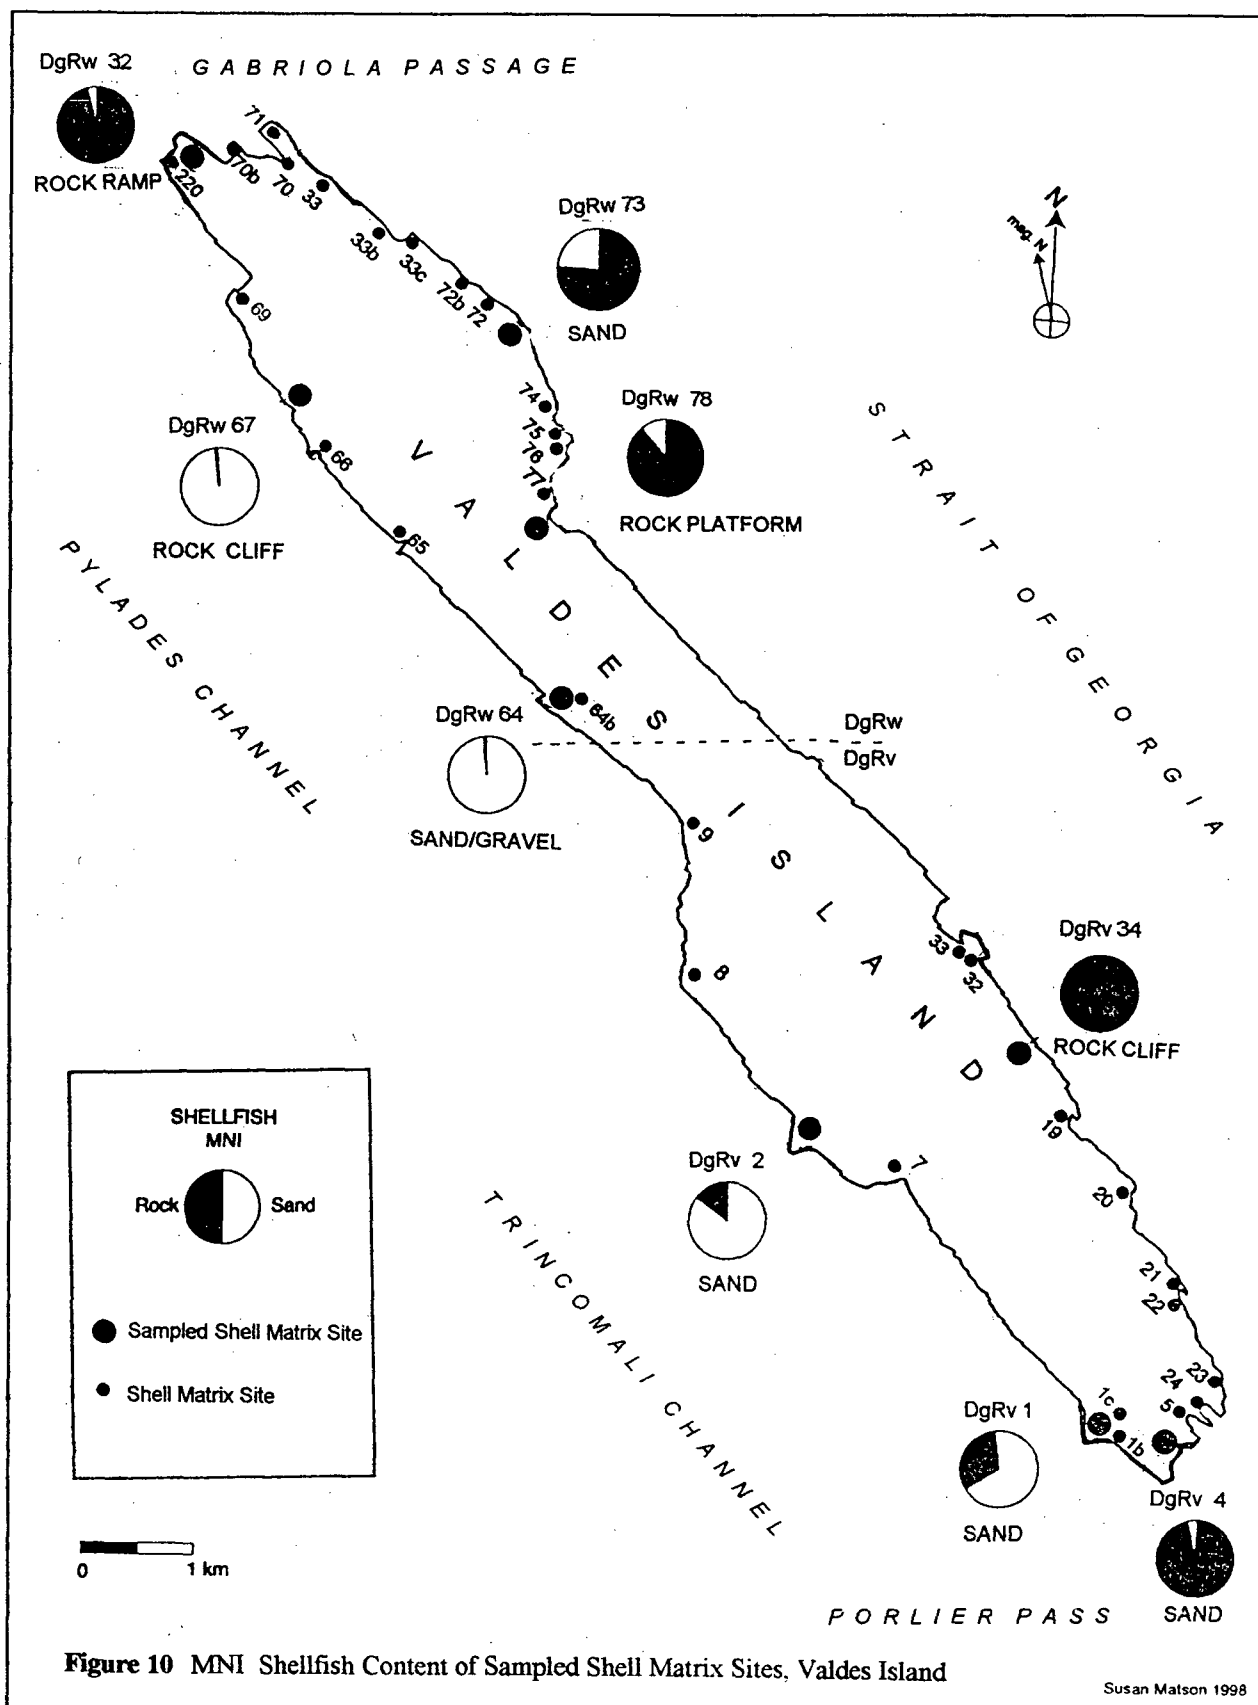 DgRw 32
GABRIOLA PASSAGE
ROCK RAMP
220
70b
71
70
33
33b
33c
72b
72
DgRw 73
SAND
N
mag. N
69
74
75
76
77
DgRw 78
ROCK PLATFORM
DgRw 67
ROCK CLIFF
66
65
STRAIT OF GEORGIA
PYLADES CHANNEL
VALDES ISLAND
64b
DgRw 64
SAND/GRAVEL
DgRw
DgRv
9
8
33
32
DgRv 34
ROCK CLIFF
19
20
21
22
23
24
5
7
DgRv 2
SAND
TRINCOMALI CHANNEL
1c
1b
DgRv 1
SAND
DgRv 4
SAND
PORLIER PASS
SHELLFISH
MNI
Rock
Sand
Sampled Shell Matrix Site
Shell Matrix Site
0
1 km
Figure 10 MNI Shellfish Content of Sampled Shell Matrix Sites, Valdes Island
Susan Matson 1998